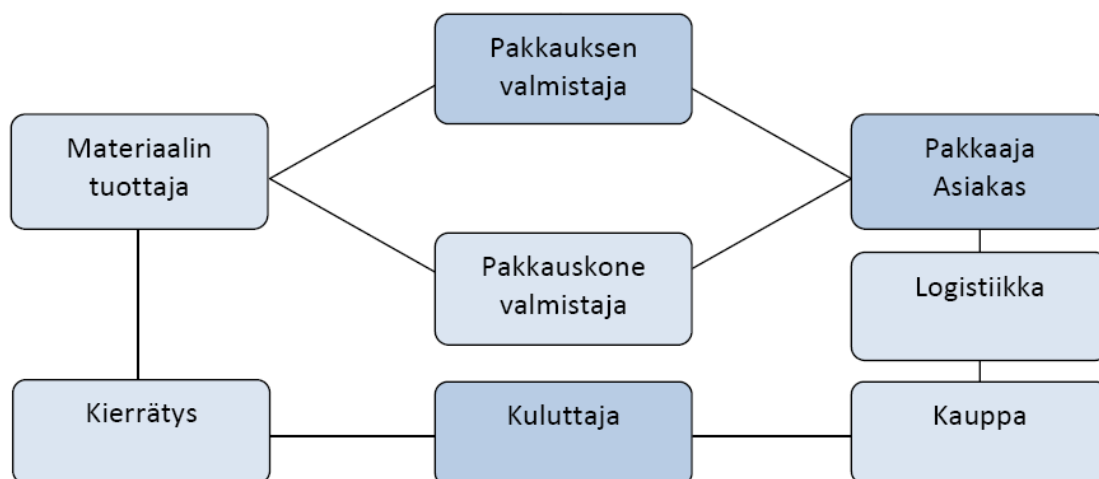 Pakkauksen
valmistaja
Materiaalin
tuottaja
Pakkaaja
Asiakas
Pakkauskone
valmistaja
Logistiikka
Kierrätys
Kuluttaja
Kauppa